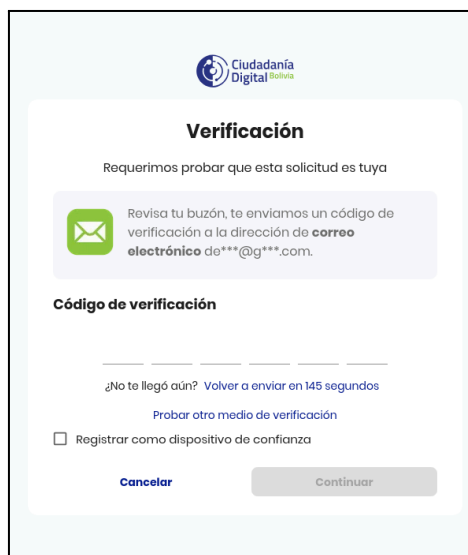 Ciudadanía
Digital Bolivia
Verificación
Requerimos probar que esta solicitud es tuya
Revisa tu buzón, te enviamos un código de
verificación a la dirección de correo
electrónico de***@g***.com.
Código de verificación
¿No te llegó aún? Volver a enviar en 145 segundos
Probar otro medio de verificación
Registrar como dispositivo de confianza
Cancelar Continuar